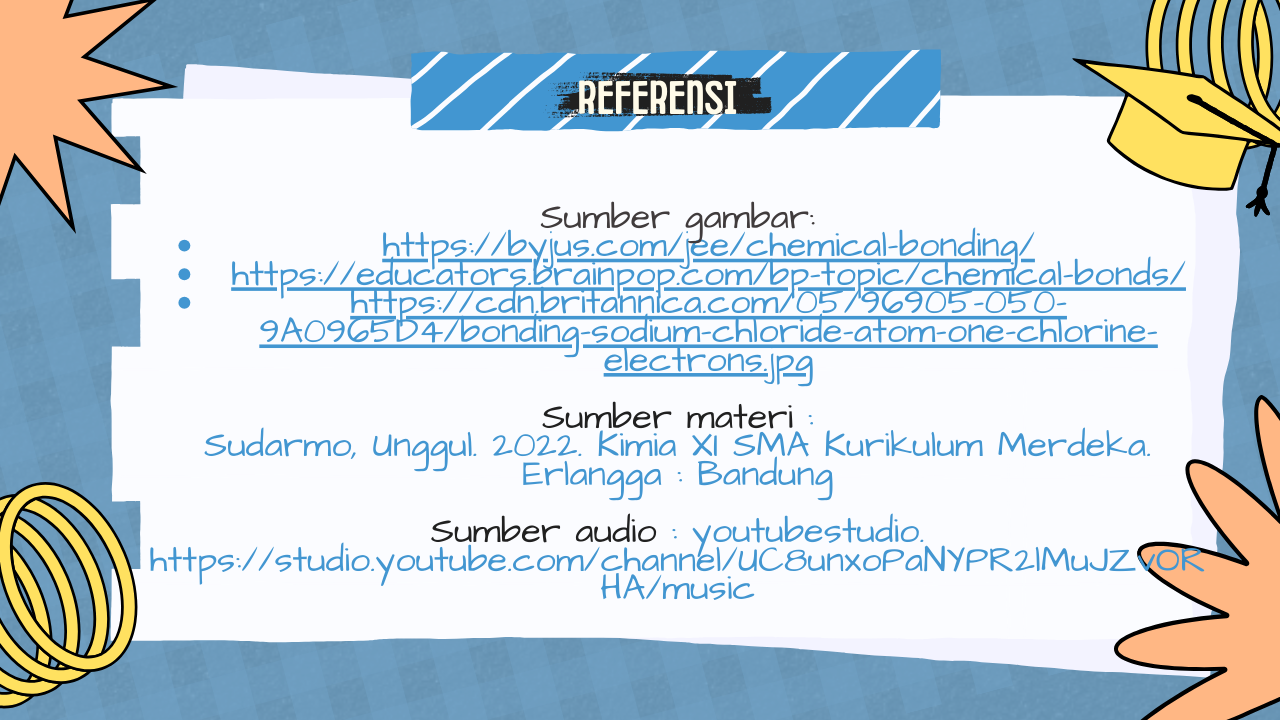 REFERENSI
Sumber gambar:
https://byjus.com/jee/chemical-bonding/
https://educators.brainpop.com/bp-topic/chemical-bonds/
https://cdn.britannica.com/05/96905-050-
9A0965D4/bonding-sodium-chloride-atom-one-chlorine-
electrons.jpg
Sumber materi :
Sudarmo, Unggul. 2022. Kimia XI SMA Kurikulum Merdeka.
Erlangga : Bandung
Sumber audio : youtubestudio.
https://studio.youtube.com/channel/UC8unxoPaNYPR2lMuJZvOR
HA/music